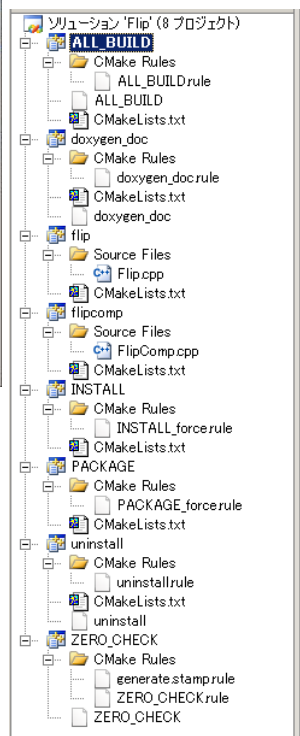 ソリューション 'Flip' (8 プロジェクト)
ALL_BUILD
CMake Rules
ALL_BUILD.rule
ALL_BUILD
CMakeLists.txt
doxygen_doc
CMake Rules
doxygen_doc.rule
CMakeLists.txt
doxygen_doc
flip
Source Files
Flip.cpp
CMakeLists.txt
flipcomp
Source Files
FlipComp.cpp
CMakeLists.txt
INSTALL
CMake Rules
INSTALL_force.rule
CMakeLists.txt
PACKAGE
CMake Rules
PACKAGE_force.rule
CMakeLists.txt
uninstall
CMake Rules
uninstall.rule
CMakeLists.txt
uninstall
ZERO_CHECK
CMake Rules
generate.stamp.rule
ZERO_CHECK.rule
ZERO_CHECK